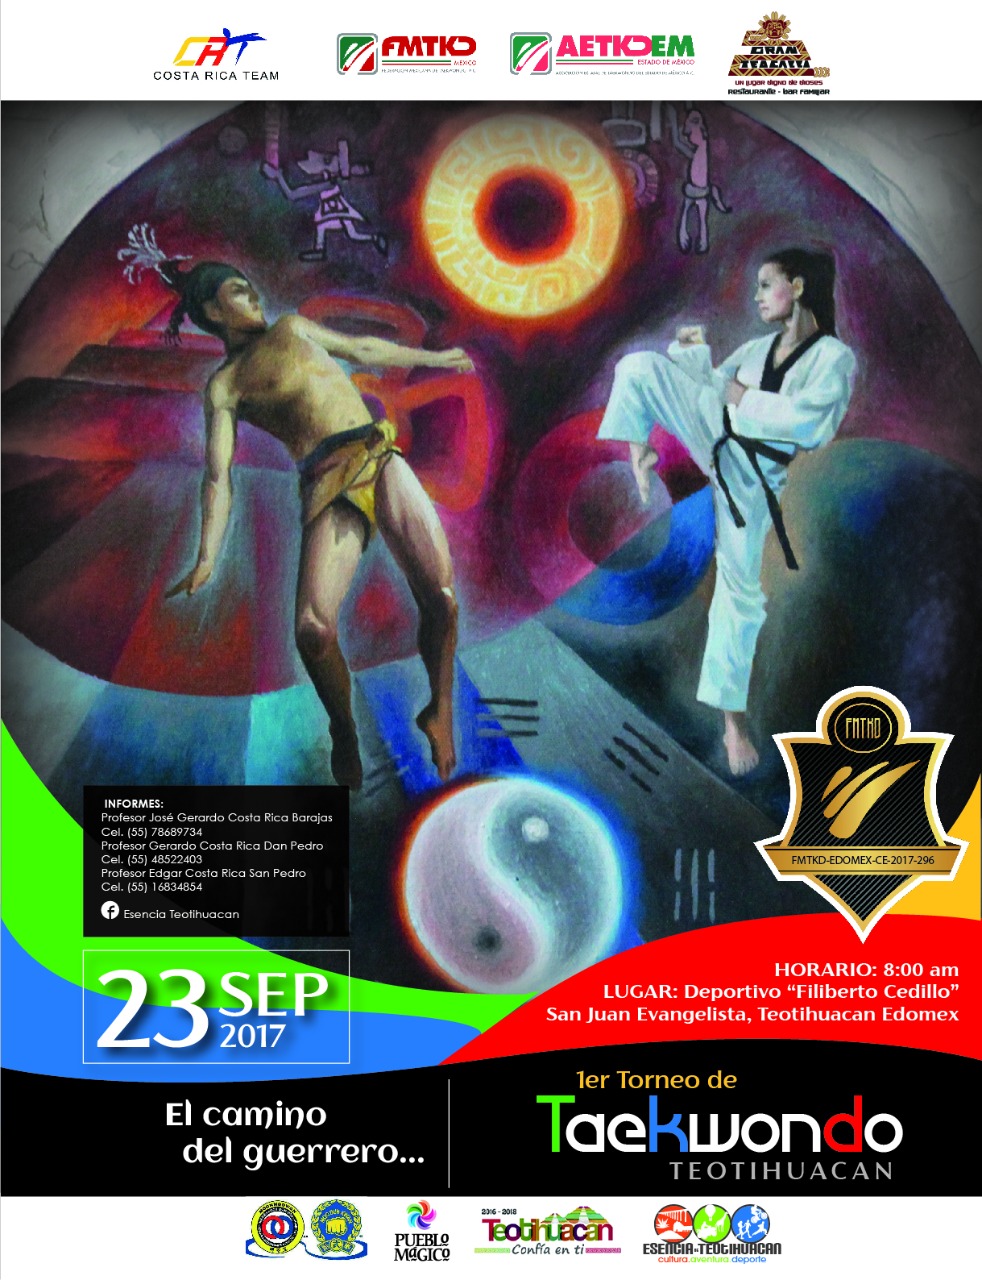 CRT
COSTA RICA TEAM
FMTKD
MÉXICO
AETKDEM
ESTADO DE MÉXICO
GRAN TEOCALLI
un lugar digno de dioses
RESTAURANTE - BAR FAMILIAR
FMTKD
FMTKD-EDOMEX-CE-2017-296
INFORMES:
Profesor José Gerardo Costa Rica Barajas
Cel. (55) 78689734
Profesor Gerardo Costa Rica Dan Pedro
Cel. (55) 48522403
Profesor Edgar Costa Rica San Pedro
Cel. (55) 16834854
f Esencia Teotihuacan
23 SEP
2017
HORARIO: 8:00 am
LUGAR: Deportivo “Filiberto Cedillo”
San Juan Evangelista, Teotihuacan Edomex
El camino
del guerrero...
1er Torneo de
Taekwondo
TEOTIHUACAN
PUEBLO
MáGICO
2016 - 2018
Teotihuacan
Confía en ti
ESENCIA TEOTIHUACAN
cultura aventura deporte